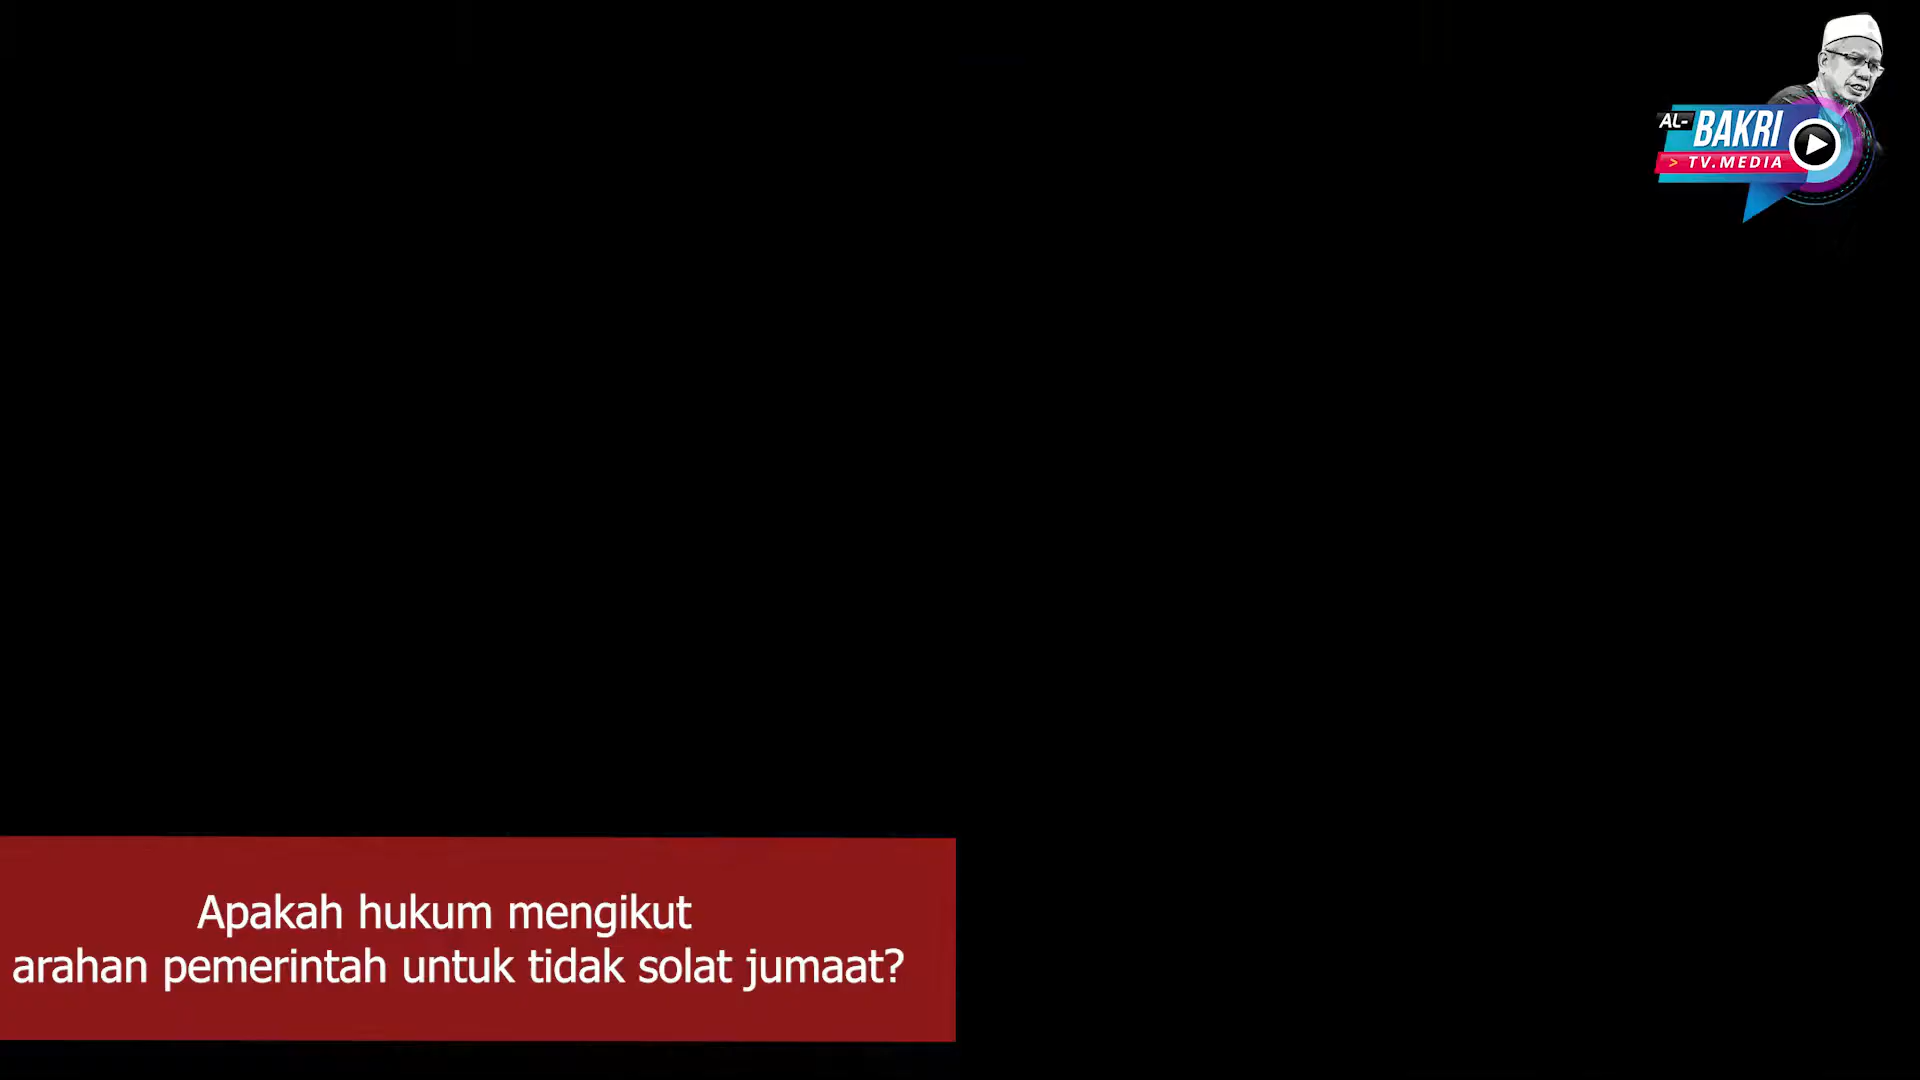 AL-BAKRI
> TV.MEDIA
Apakah hukum mengikut
arahan pemerintah untuk tidak solat jumaat?